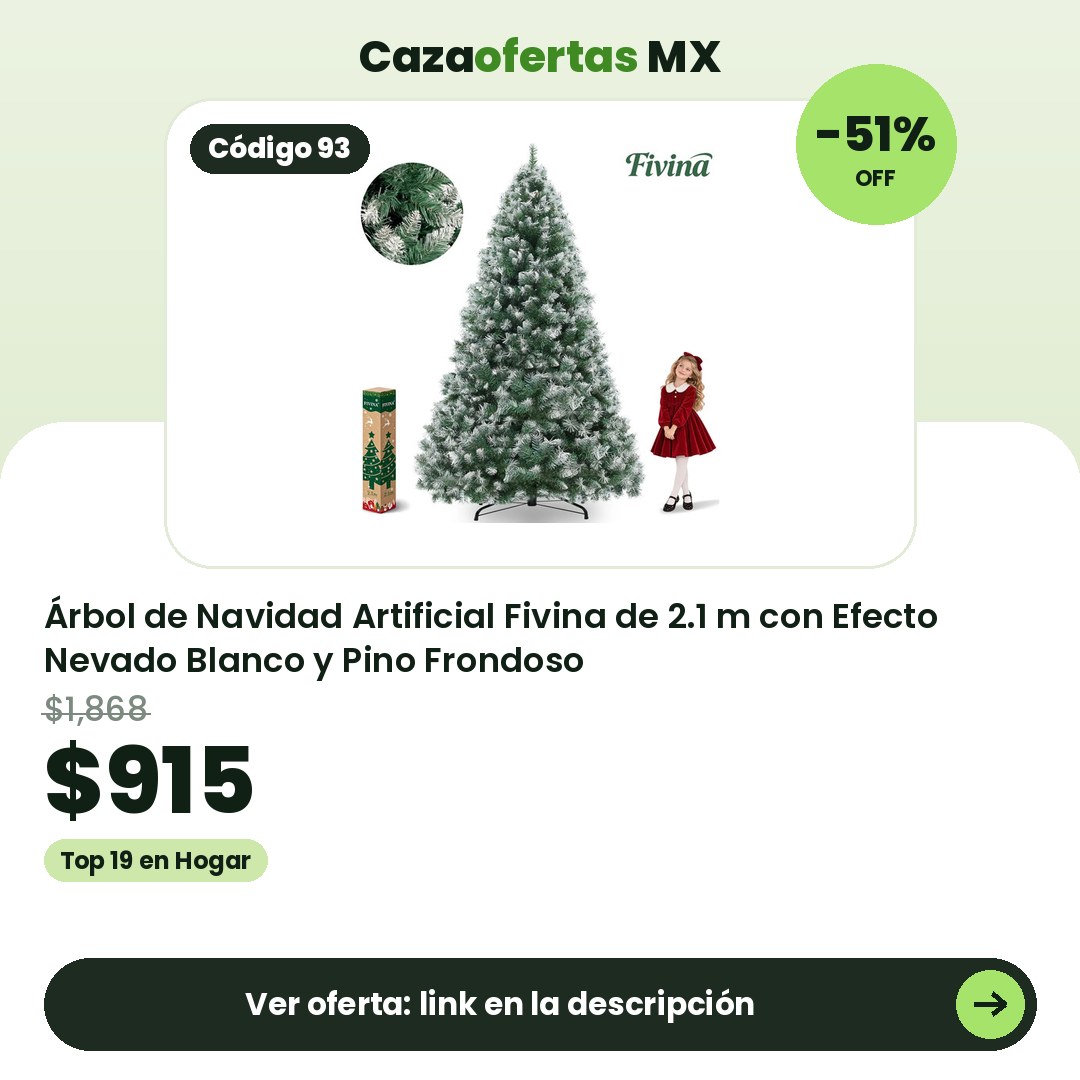 Cazaofertas MX
Código 93
-51%
OFF
Fivina
Árbol de Navidad Artificial Fivina de 2.1 m con Efecto
Nevado Blanco y Pino Frondoso
$1,868
$915
Top 19 en Hogar
Ver oferta: link en la descripción